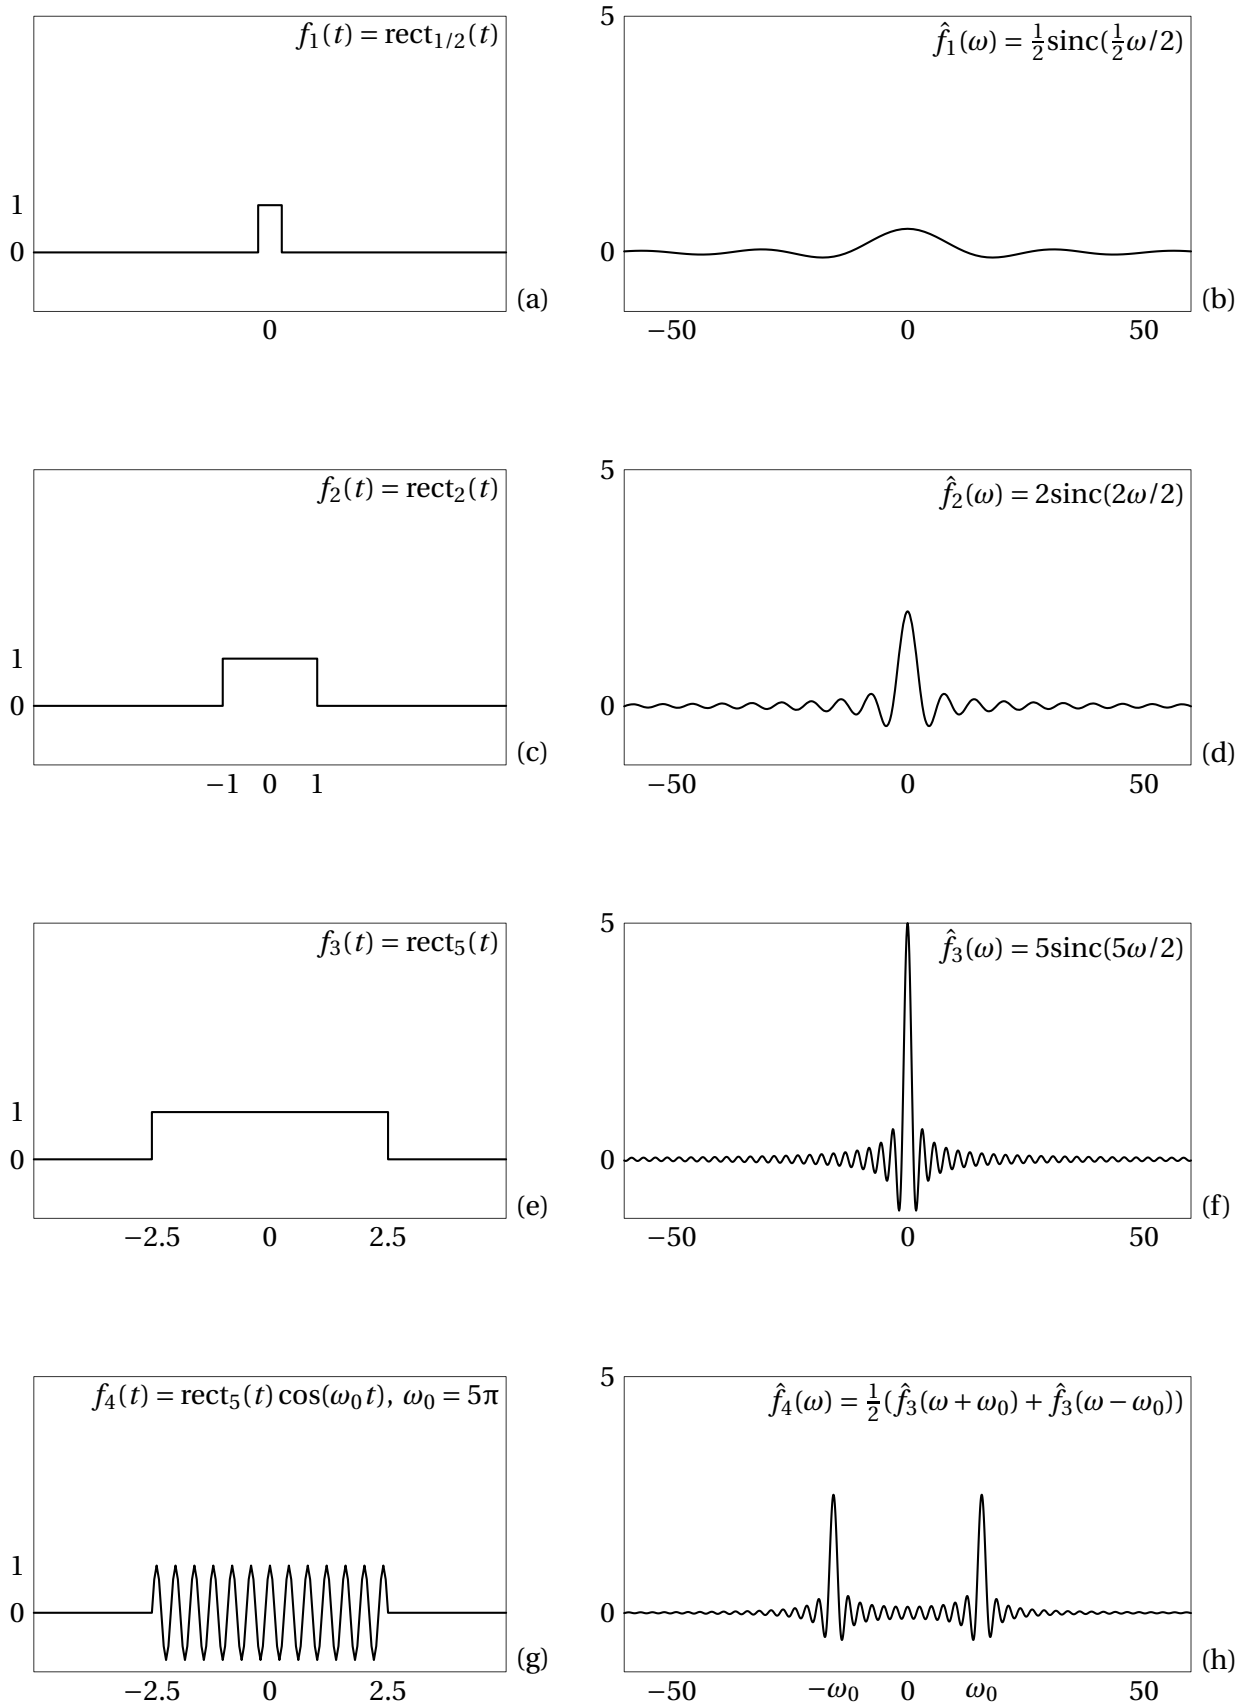 f₁(t) = rect₁/₂(t)
1
0
0
(a)
5
f̂₁(ω) = ½sinc(½ω/2)
0
−50 0 50
(b)
f₂(t) = rect₂(t)
1
0
−1 0 1
(c)
5
f̂₂(ω) = 2sinc(2ω/2)
0
−50 0 50
(d)
f₃(t) = rect₅(t)
1
0
−2.5 0 2.5
(e)
5
f̂₃(ω) = 5sinc(5ω/2)
0
−50 0 50
(f)
f₄(t) = rect₅(t) cos(ω₀t), ω₀ = 5π
1
0
−2.5 0 2.5
(g)
5
f̂₄(ω) = ½(f̂₃(ω + ω₀) + f̂₃(ω − ω₀))
0
−50 −ω₀ 0 ω₀ 50
(h)